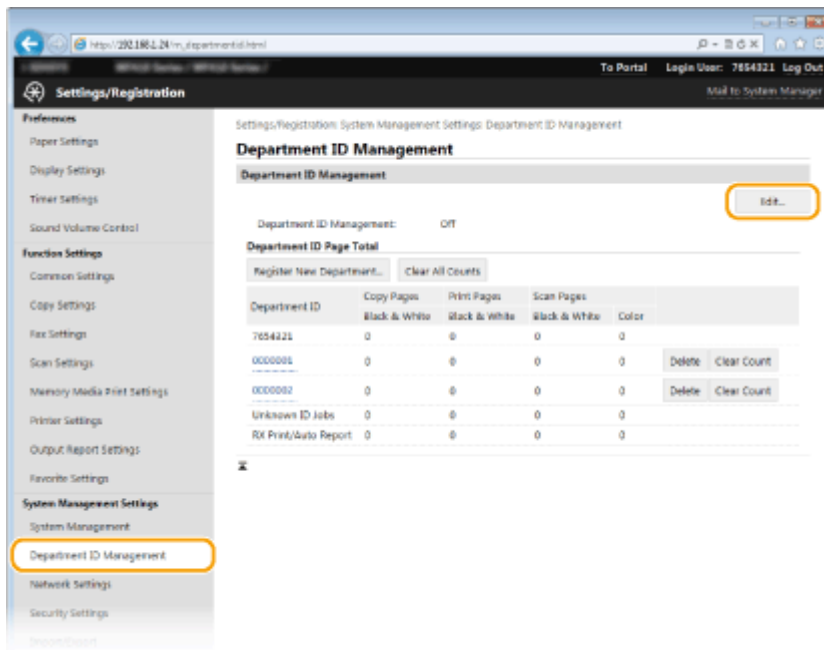 http://192.168.1.24/m_departmentid.html
To Portal Login User: 7654321 Log Out
Settings/Registration
Mail to System Manager
Preferences
Paper Settings
Display Settings
Timer Settings
Sound Volume Control
Function Settings
Common Settings
Copy Settings
Fax Settings
Scan Settings
Memory Media Print Settings
Printer Settings
Output Report Settings
Favorite Settings
System Management Settings
System Management
Department ID Management
Network Settings
Security Settings
Import/Export
Settings/Registration: System Management Settings: Department ID Management
Department ID Management
Department ID Management
Edit...
Department ID Management: Off
Department ID Page Total
Register New Department... Clear All Counts
Department ID Copy Pages Print Pages Scan Pages
Black & White Black & White Black & White Color
7654321 0 0 0 0
0000001 0 0 0 0 Delete Clear Count
0000002 0 0 0 0 Delete Clear Count
Unknown ID Jobs 0 0 0 0
RX Print/Auto Report 0 0 0 0